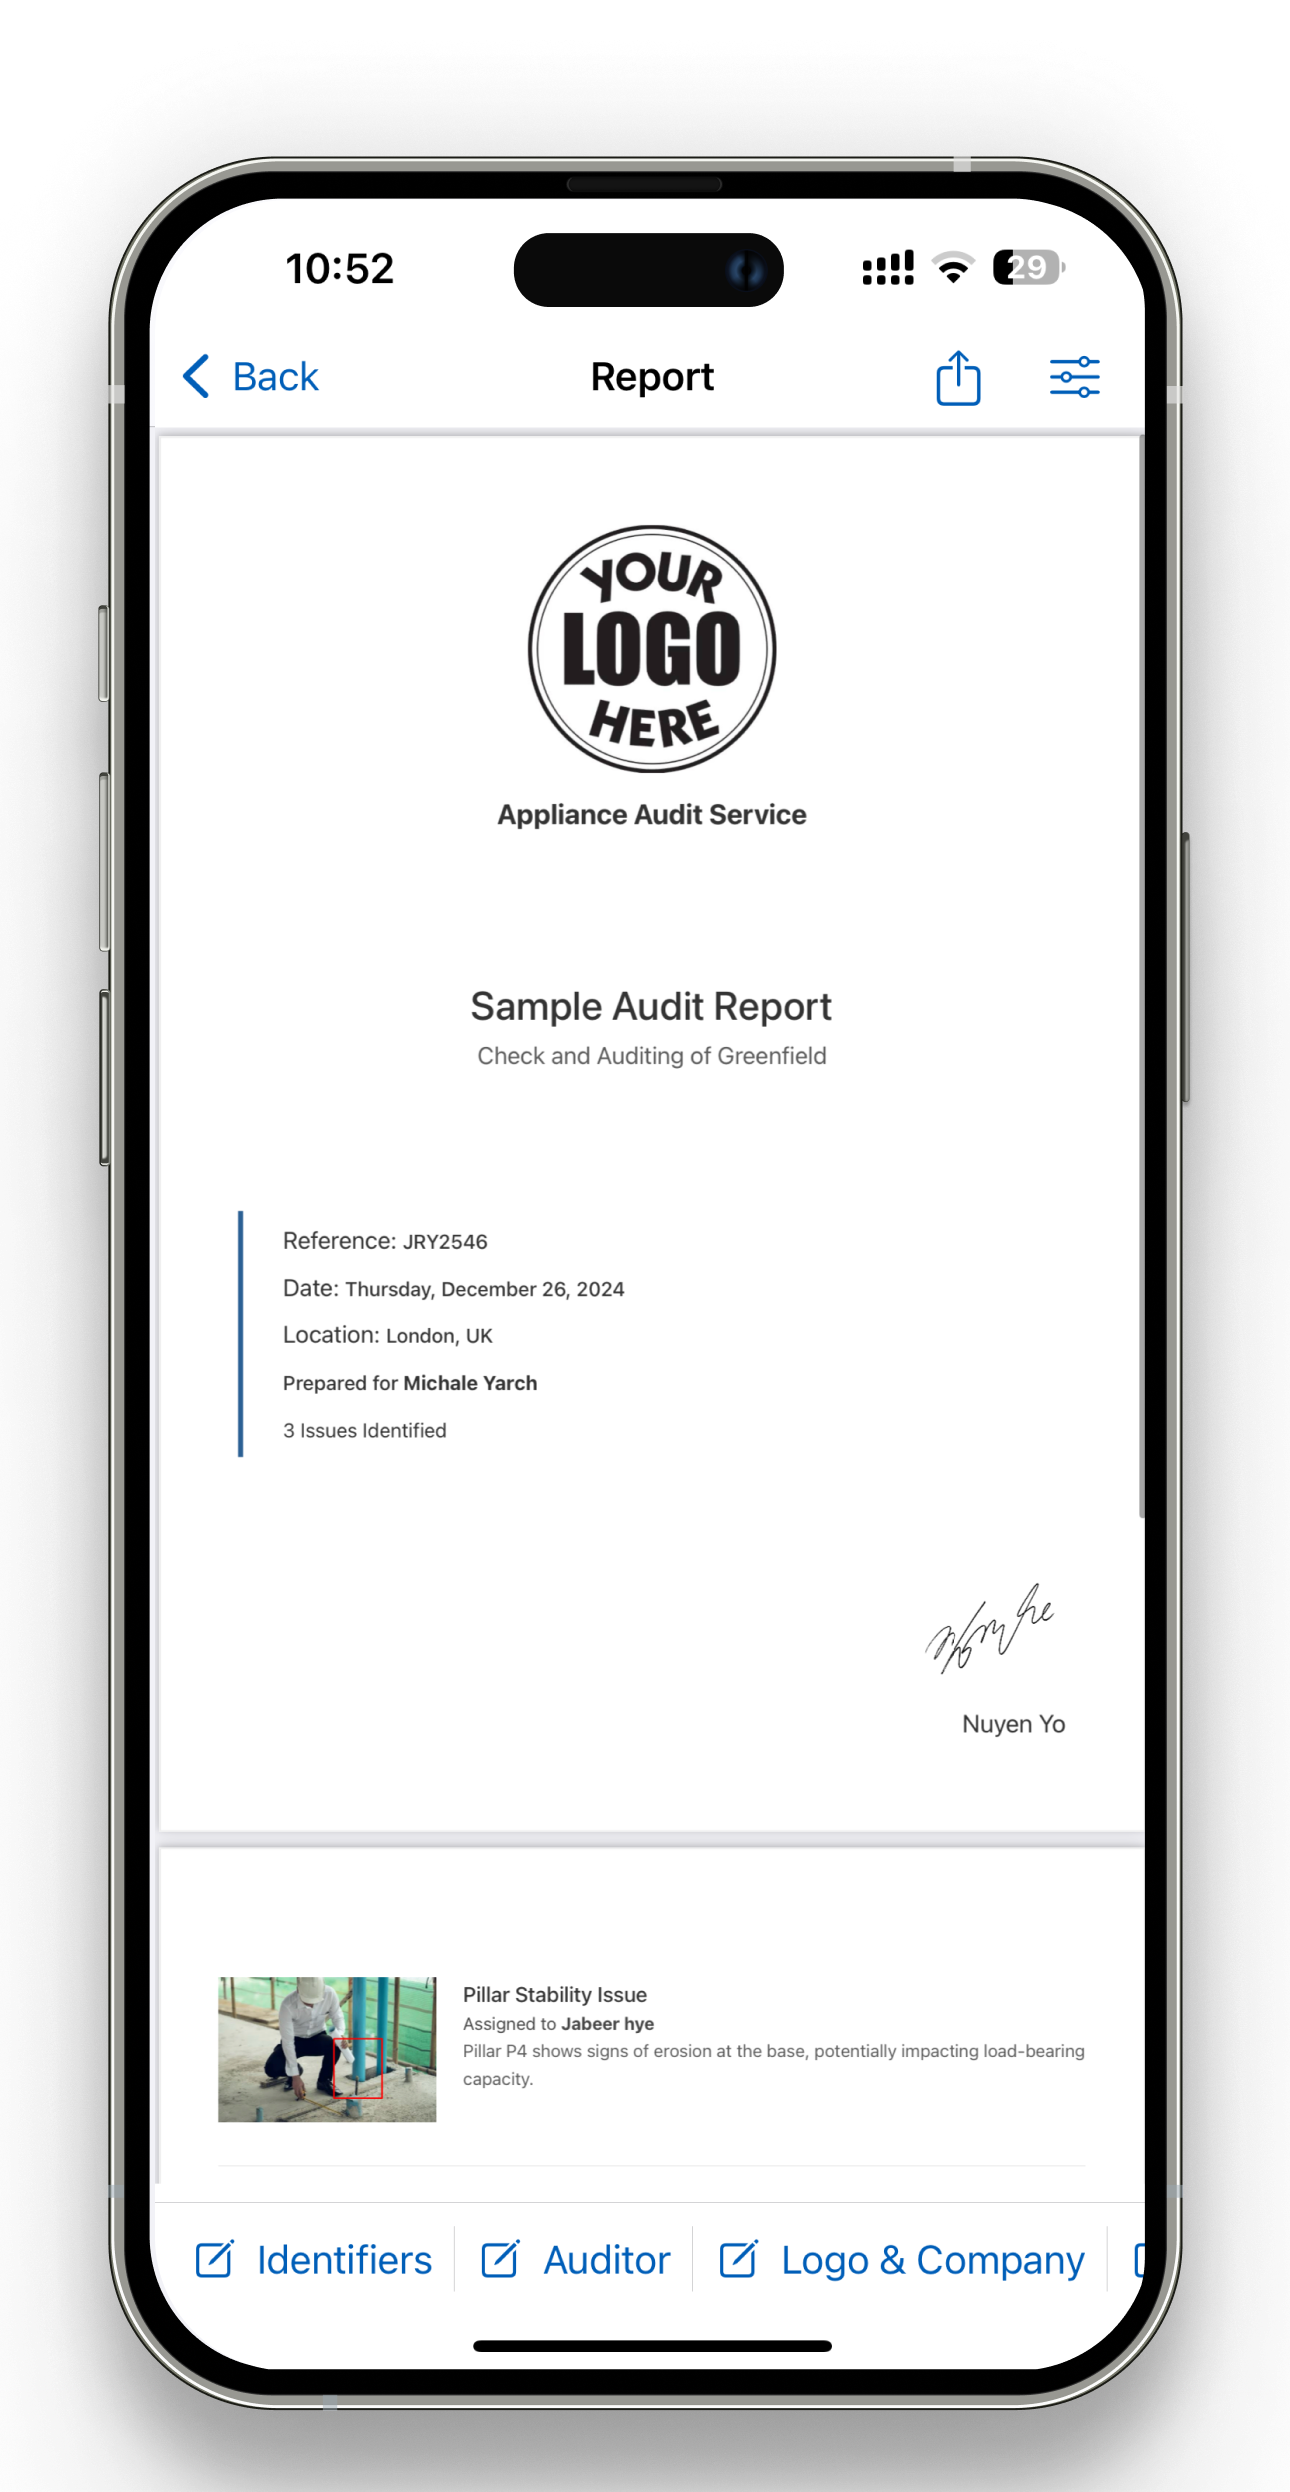 10:52
29
Back
Report
YOUR
LOGO
HERE
Appliance Audit Service
Sample Audit Report
Check and Auditing of Greenfield
Reference: JRY2546
Date: Thursday, December 26, 2024
Location: London, UK
Prepared for Michale Yarch
3 Issues Identified
Nuyen Yo
Pillar Stability Issue
Assigned to Jabeer hye
Pillar P4 shows signs of erosion at the base, potentially impacting load-bearing
capacity.
Identifiers
Auditor
Logo & Company